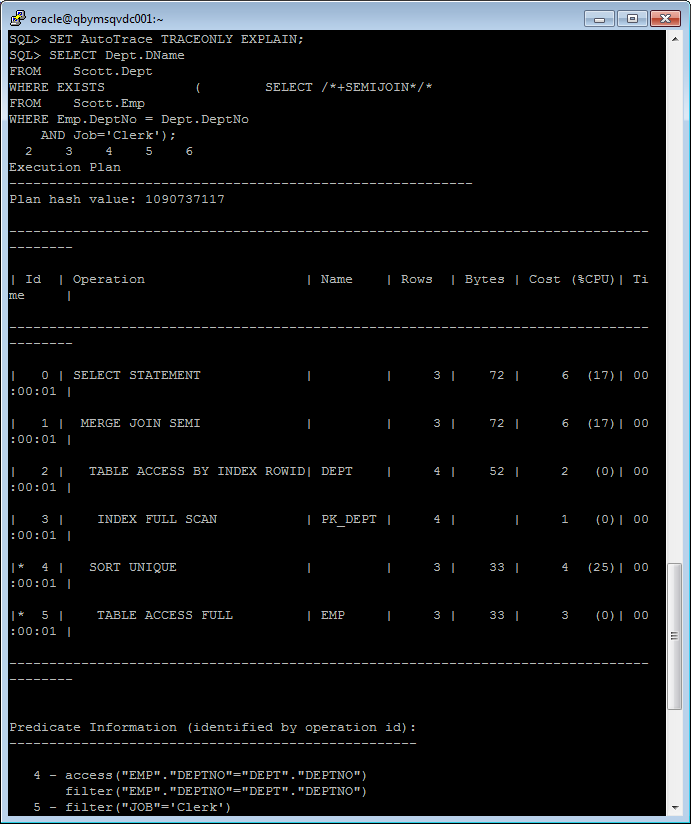 oracle@qbymsqvdc001:~
SQL> SET AutoTrace TRACEONLY EXPLAIN;
SQL> SELECT Dept.DName
FROM    Scott.Dept
WHERE EXISTS           (        SELECT /*+SEMIJOIN*/*
FROM    Scott.Emp
WHERE Emp.DeptNo = Dept.DeptNo
    AND Job='Clerk');
  2    3    4    5    6
Execution Plan
----------------------------------------------------------
Plan hash value: 1090737117
--------------------------------------------------------------------------------
--------
| Id  | Operation                    | Name    | Rows  | Bytes | Cost (%CPU)| Ti
me     |
--------------------------------------------------------------------------------
--------
|   0 | SELECT STATEMENT             |         |     3 |    72 |     6  (17)| 00
:00:01 |
|   1 |  MERGE JOIN SEMI             |         |     3 |    72 |     6  (17)| 00
:00:01 |
|   2 |   TABLE ACCESS BY INDEX ROWID| DEPT    |     4 |    52 |     2   (0)| 00
:00:01 |
|   3 |    INDEX FULL SCAN           | PK_DEPT |     4 |       |     1   (0)| 00
:00:01 |
|*  4 |   SORT UNIQUE                |         |     3 |    33 |     4  (25)| 00
:00:01 |
|*  5 |    TABLE ACCESS FULL         | EMP     |     3 |    33 |     3   (0)| 00
:00:01 |
--------------------------------------------------------------------------------
--------
Predicate Information (identified by operation id):
---------------------------------------------------
   4 - access("EMP"."DEPTNO"="DEPT"."DEPTNO")
       filter("EMP"."DEPTNO"="DEPT"."DEPTNO")
   5 - filter("JOB"='Clerk')